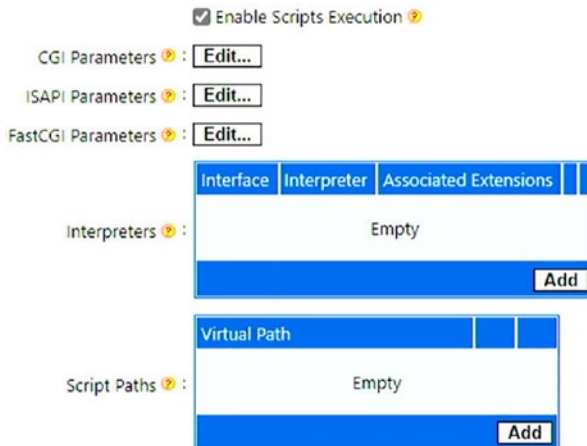 Enable Scripts Execution ?
CGI Parameters ? : Edit...
ISAPI Parameters ? : Edit...
FastCGI Parameters ? : Edit...
Interface Interpreter Associated Extensions
Interpreters ? : Empty
Add
Virtual Path
Script Paths ? : Empty
Add